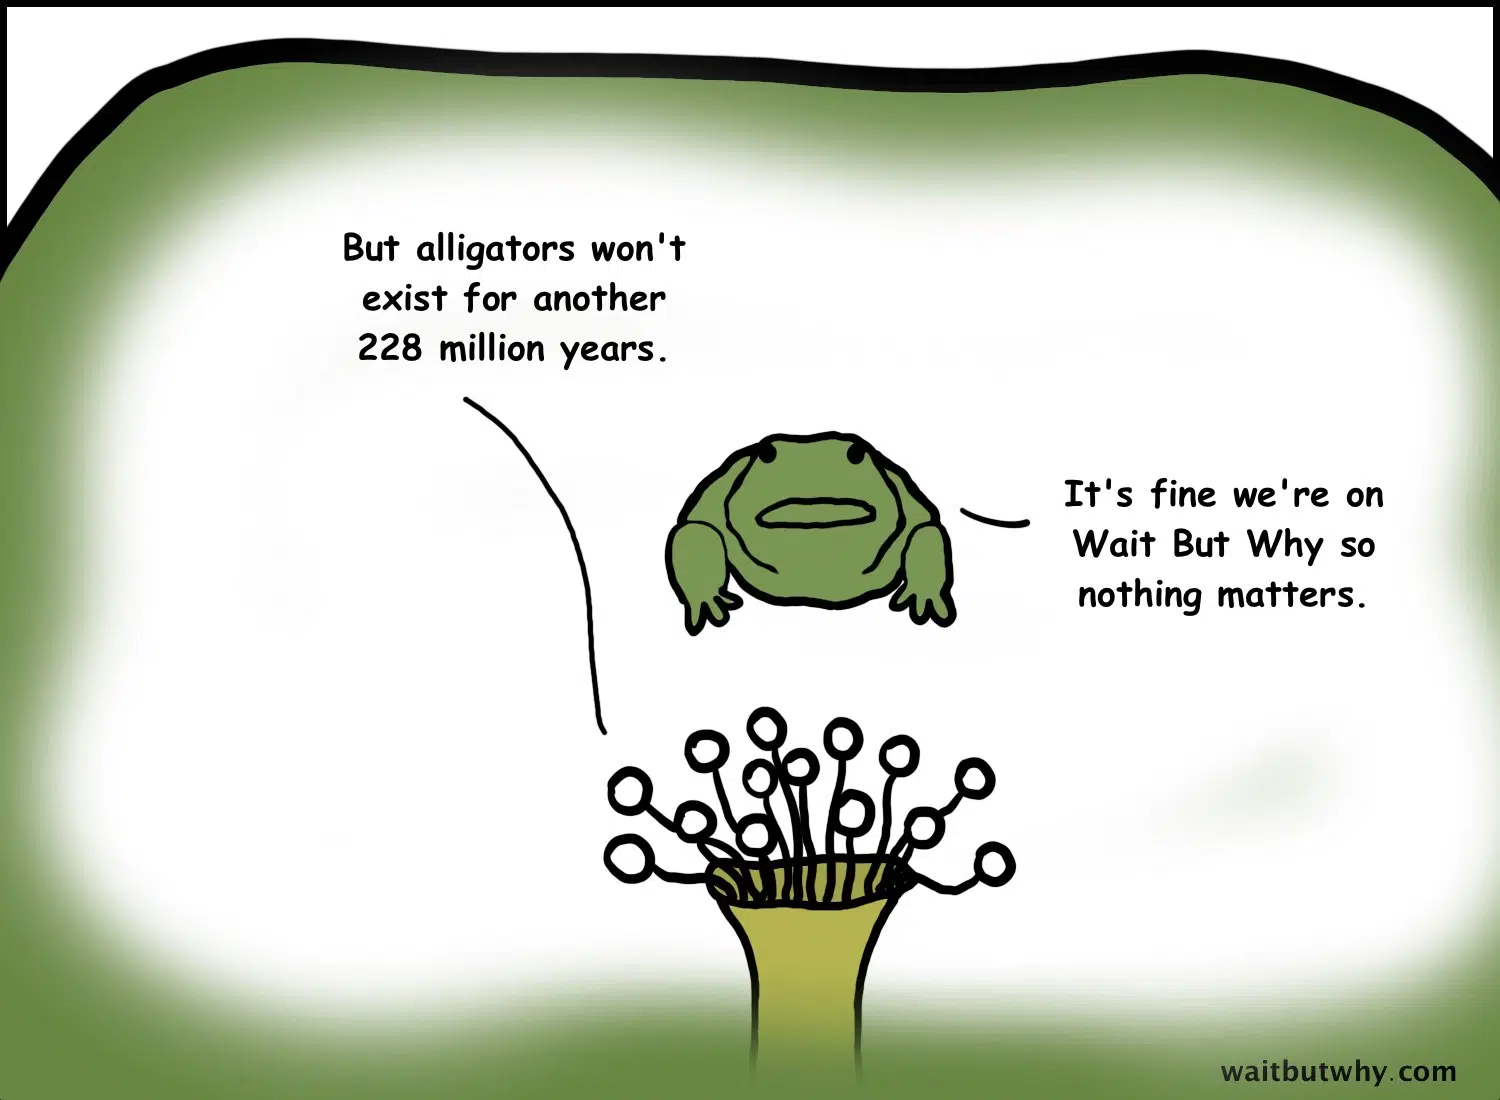 But alligators won't
exist for another
228 million years.
It's fine we're on
Wait But Why so
nothing matters.
waitbutwhy.com